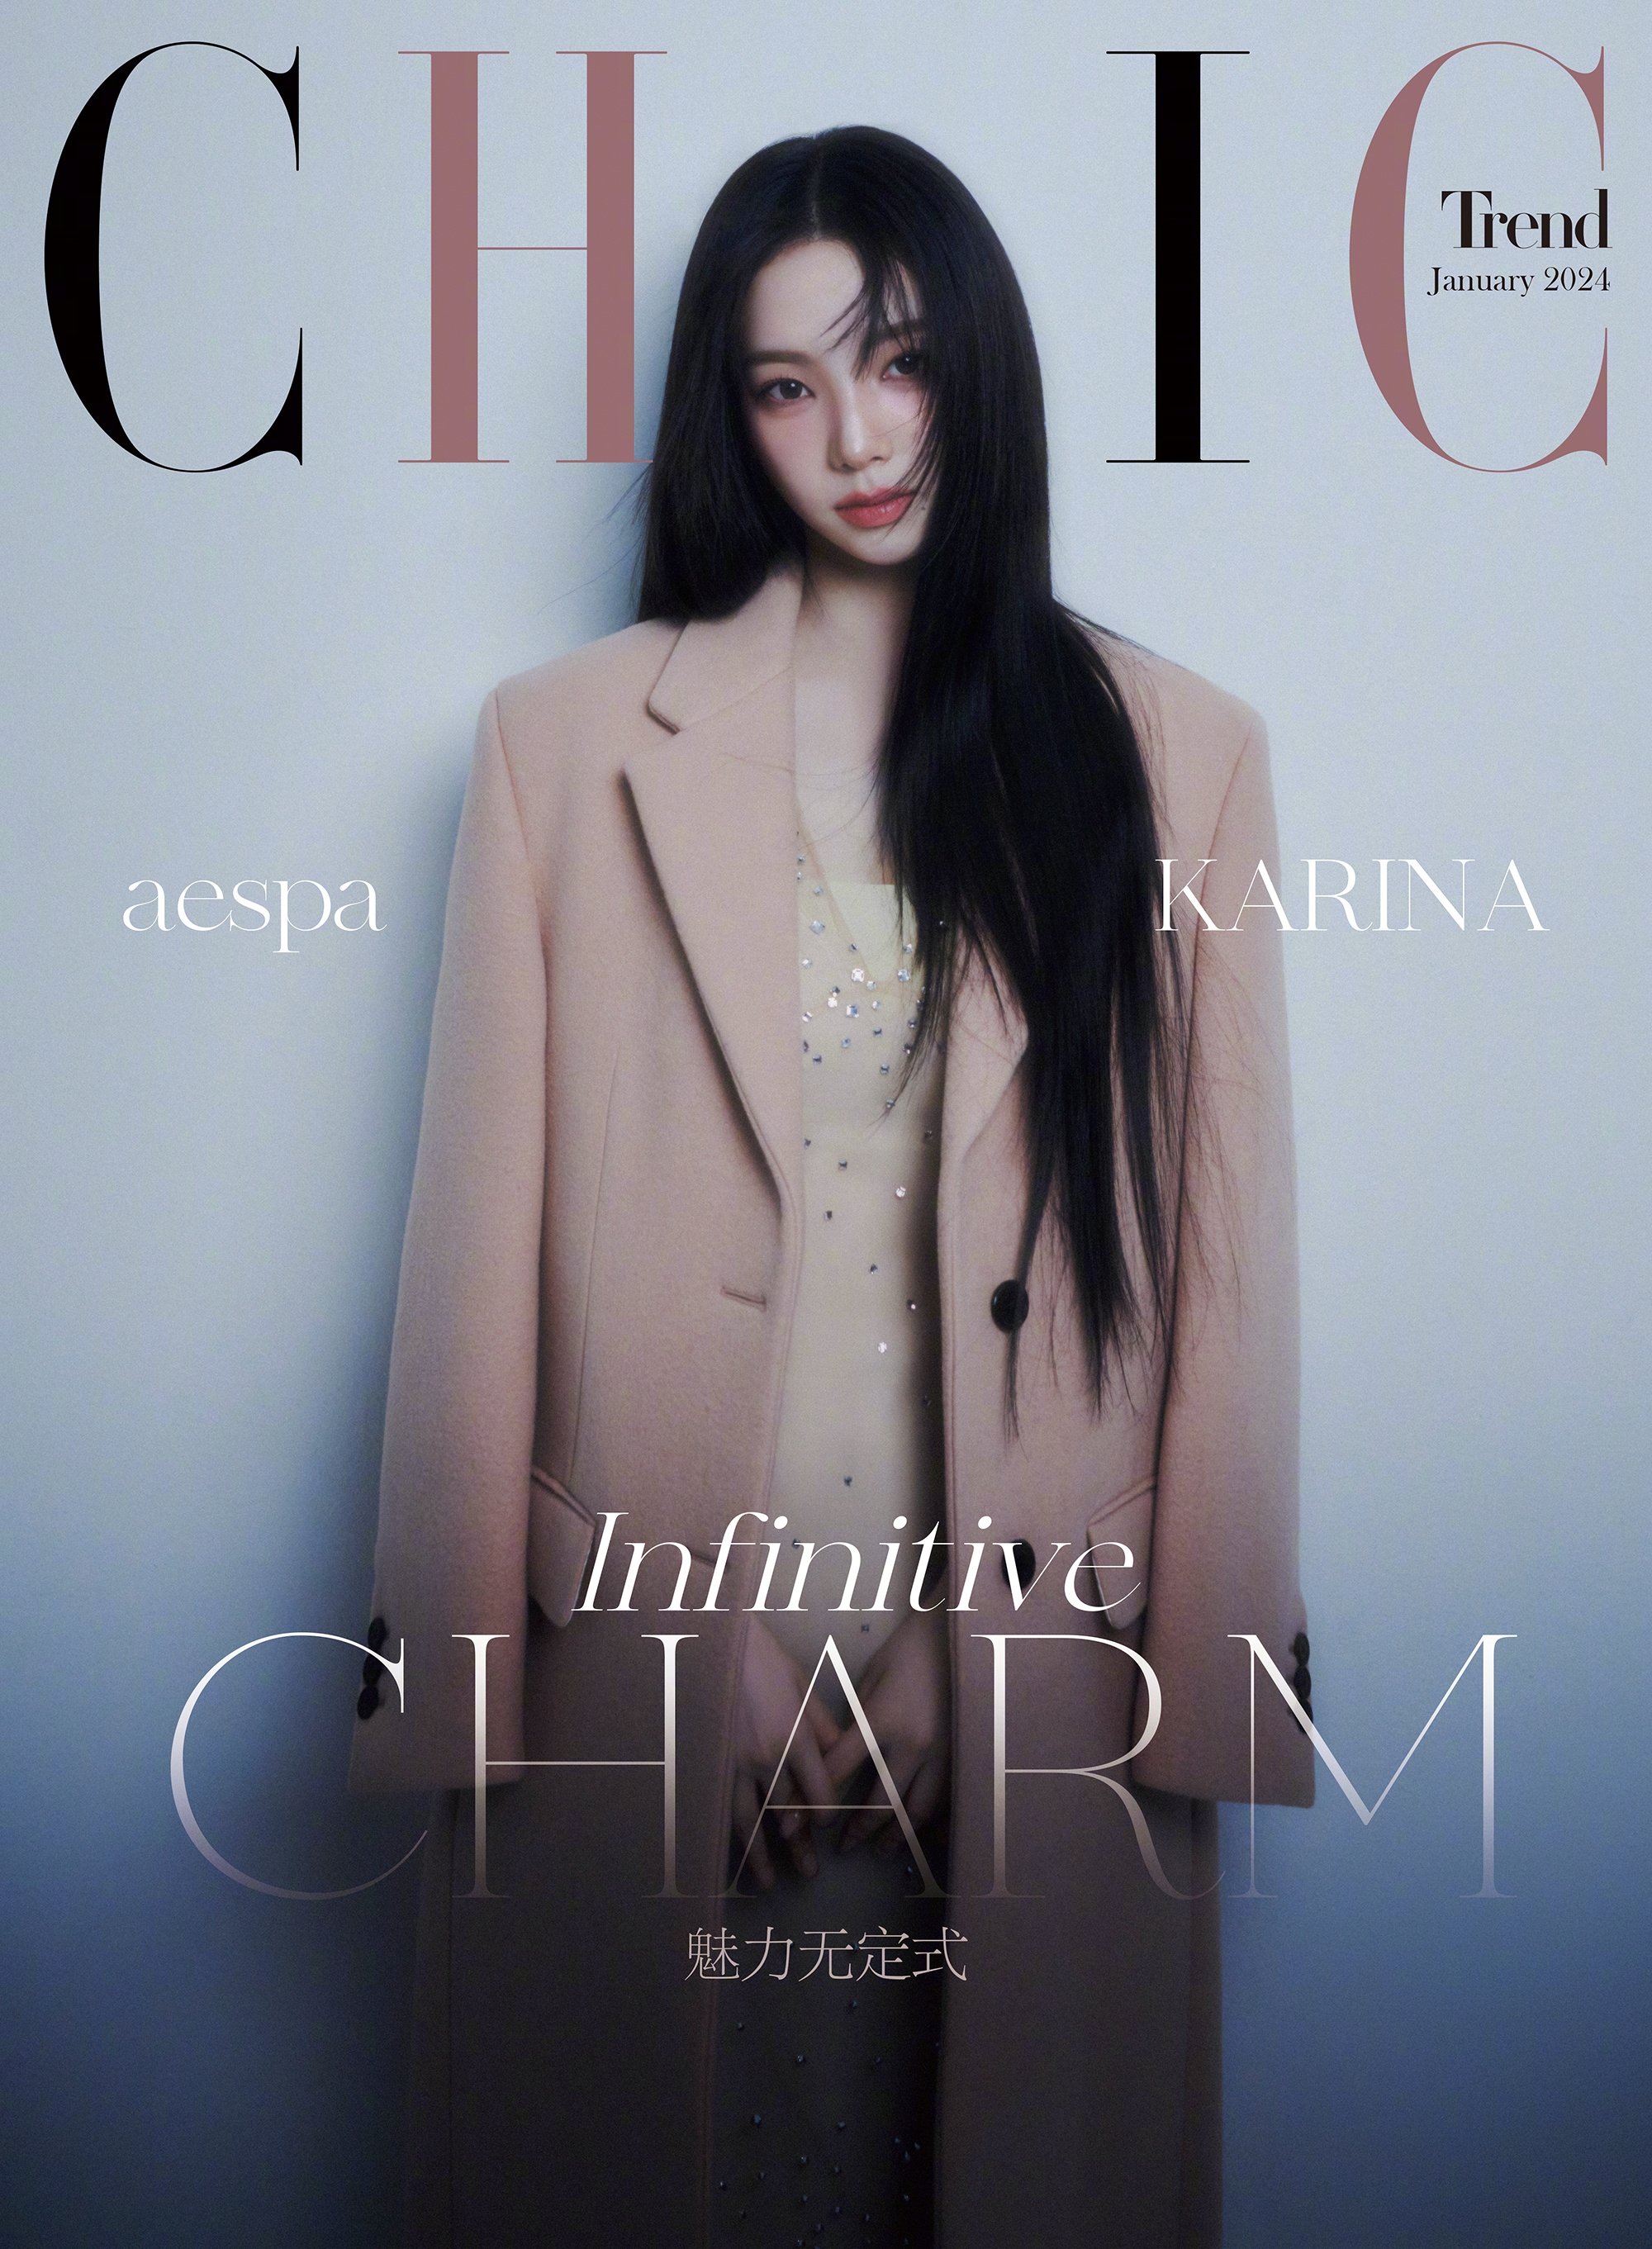 CHIC
Trend
January 2024
aespa KARINA
Infinitive
CHARM
魅力无定式